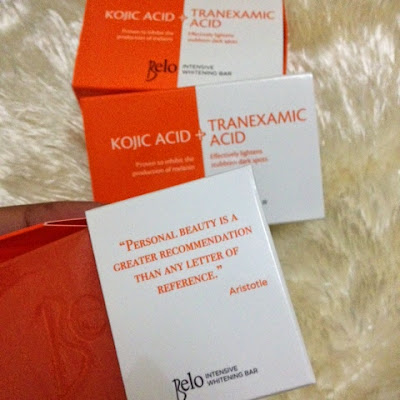 KOJIC ACID + TRANEXAMIC
ACID
Proven to inhibit the
production of melanin
Effectively lightens
stubborn dark spots
Belo INTENSIVE
WHITENING BAR
KOJIC ACID + TRANEXAMIC
ACID
Proven to inhibit the
production of melanin
Effectively lightens
stubborn dark spots
BAR
"PERSONAL BEAUTY IS A
GREATER RECOMMENDATION
THAN ANY LETTER OF
REFERENCE."
Aristotle
Belo INTENSIVE
WHITENING BAR